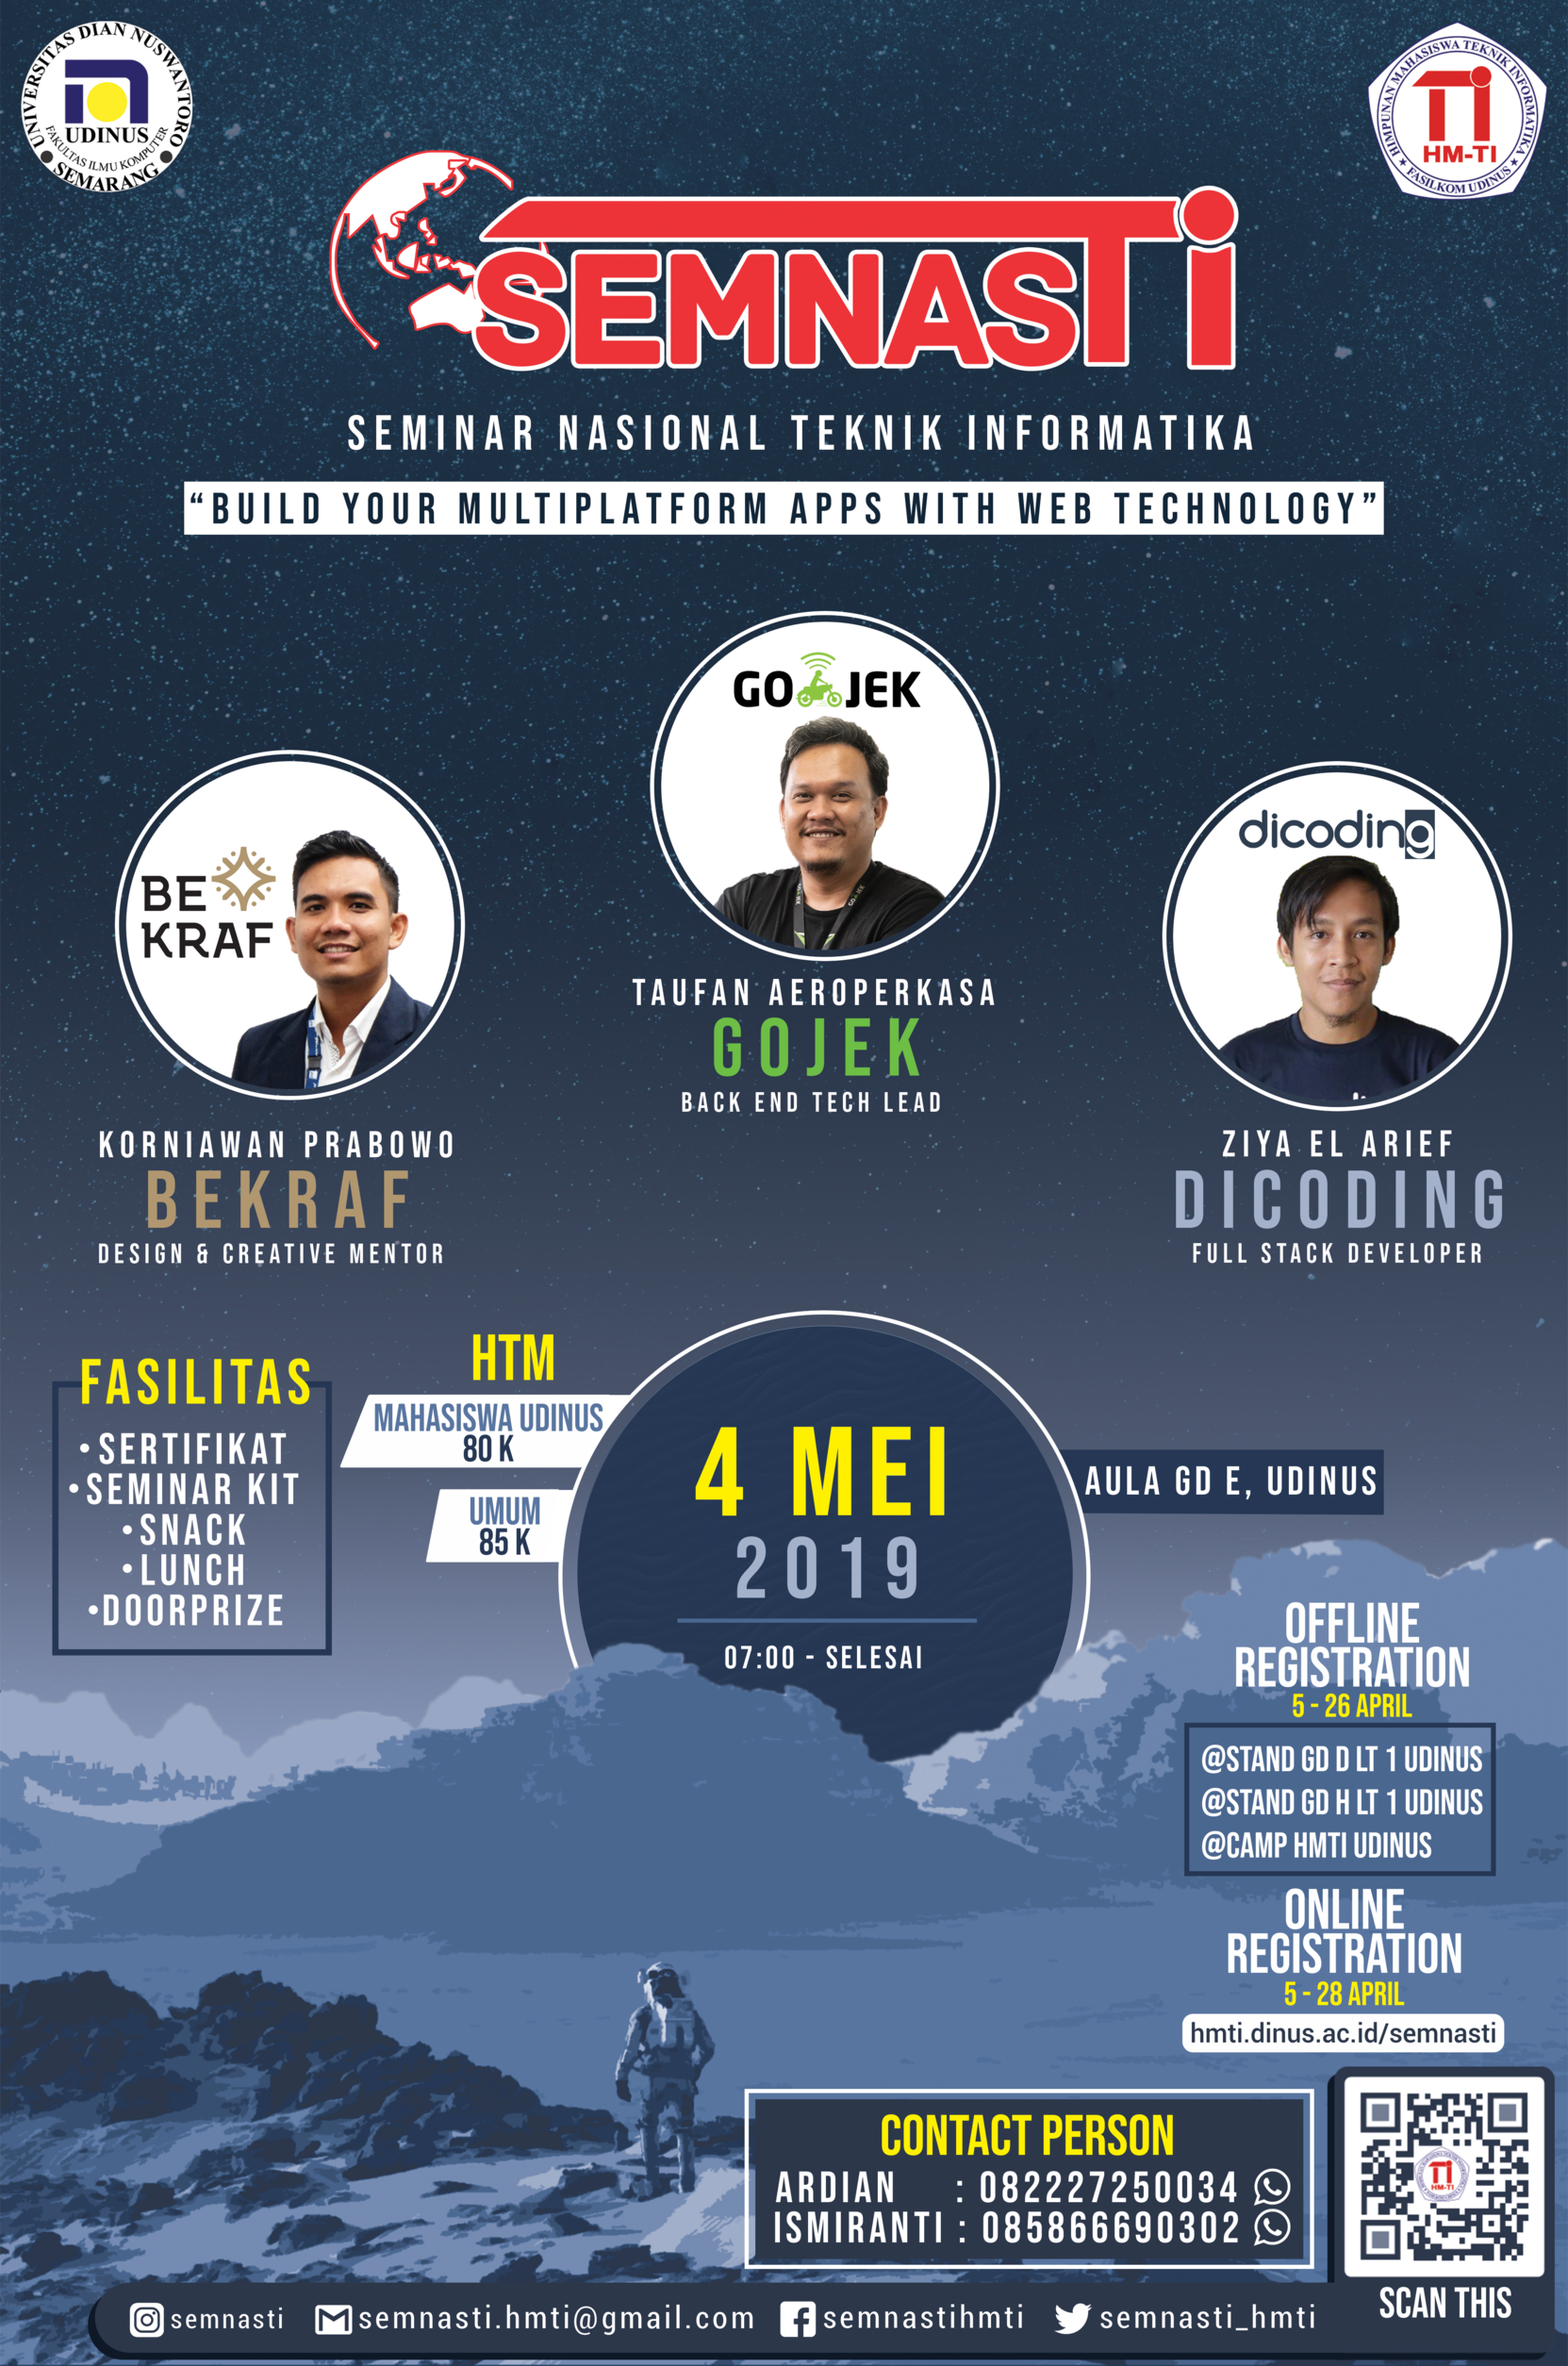 UNIVERSITAS DIAN NUSWANTORO
UDINUS
FAKULTAS ILMU KOMPUTER
SEMARANG
HIMPUNAN MAHASISWA TEKNIK INFORMATIKA
TI
HM-TI
FASILKOM UDINUS
SEMNASTI
SEMINAR NASIONAL TEKNIK INFORMATIKA
“BUILD YOUR MULTIPLATFORM APPS WITH WEB TECHNOLOGY”
GO JEK
TAUFAN AEROPERKASA
GOJEK
BACK END TECH LEAD
BE
KRAF
KORNIAWAN PRABOWO
BEKRAF
DESIGN & CREATIVE MENTOR
dicoding
ZIYA EL ARIEF
DICODING
FULL STACK DEVELOPER
FASILITAS
• SERTIFIKAT
• SEMINAR KIT
• SNACK
• LUNCH
• DOORPRIZE
HTM
MAHASISWA UDINUS
80 K
UMUM
85 K
4 MEI
2019
07:00 - SELESAI
AULA GD E, UDINUS
OFFLINE
REGISTRATION
5 - 26 APRIL
@STAND GD D LT 1 UDINUS
@STAND GD H LT 1 UDINUS
@CAMP HMTI UDINUS
ONLINE
REGISTRATION
5 - 28 APRIL
hmti.dinus.ac.id/semnasti
CONTACT PERSON
ARDIAN : 082227250034
ISMIRANTI : 085866690302
TI
HM-TI
SCAN THIS
semnasti
semnasti.hmti@gmail.com
semnastihmti
semnasti_hmti